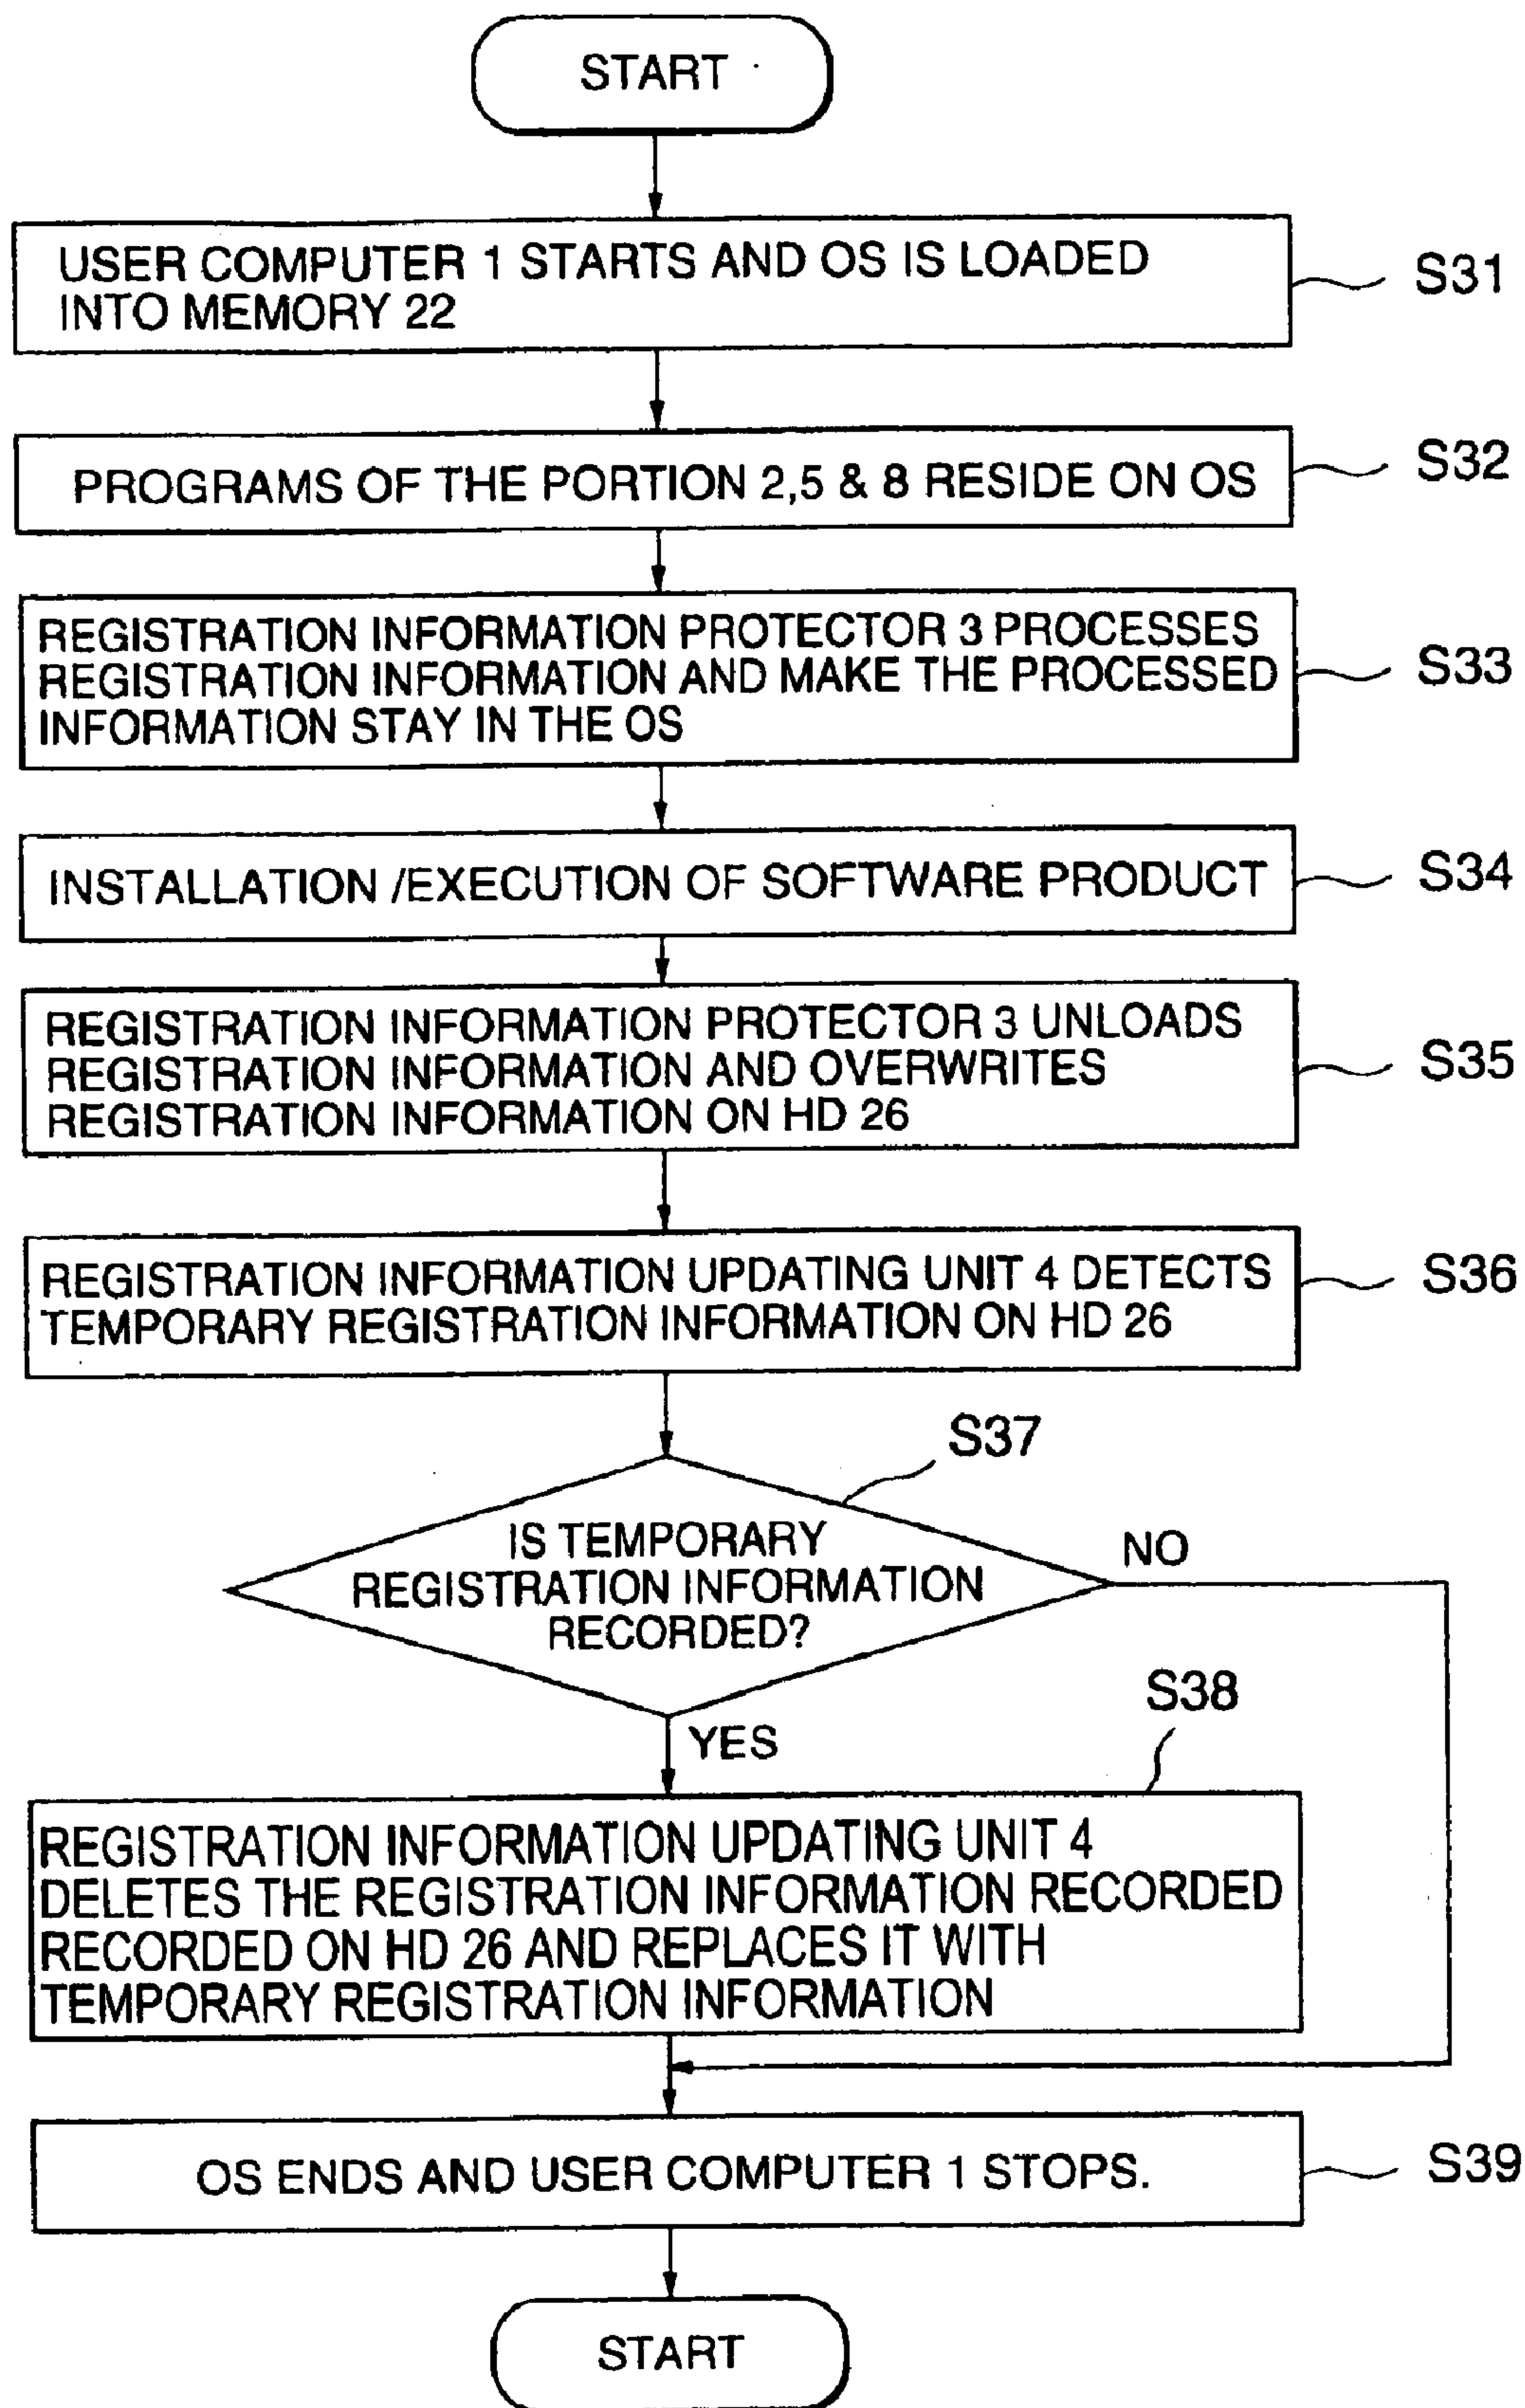 START
USER COMPUTER 1 STARTS AND OS IS LOADED
INTO MEMORY 22
S31
PROGRAMS OF THE PORTION 2,5 & 8 RESIDE ON OS
S32
REGISTRATION INFORMATION PROTECTOR 3 PROCESSES
REGISTRATION INFORMATION AND MAKE THE PROCESSED
INFORMATION STAY IN THE OS
S33
INSTALLATION /EXECUTION OF SOFTWARE PRODUCT
S34
REGISTRATION INFORMATION PROTECTOR 3 UNLOADS
REGISTRATION INFORMATION AND OVERWRITES
REGISTRATION INFORMATION ON HD 26
S35
REGISTRATION INFORMATION UPDATING UNIT 4 DETECTS
TEMPORARY REGISTRATION INFORMATION ON HD 26
S36
S37
IS TEMPORARY
REGISTRATION INFORMATION
RECORDED?
NO
YES
S38
REGISTRATION INFORMATION UPDATING UNIT 4
DELETES THE REGISTRATION INFORMATION RECORDED
RECORDED ON HD 26 AND REPLACES IT WITH
TEMPORARY REGISTRATION INFORMATION
OS ENDS AND USER COMPUTER 1 STOPS.
S39
START